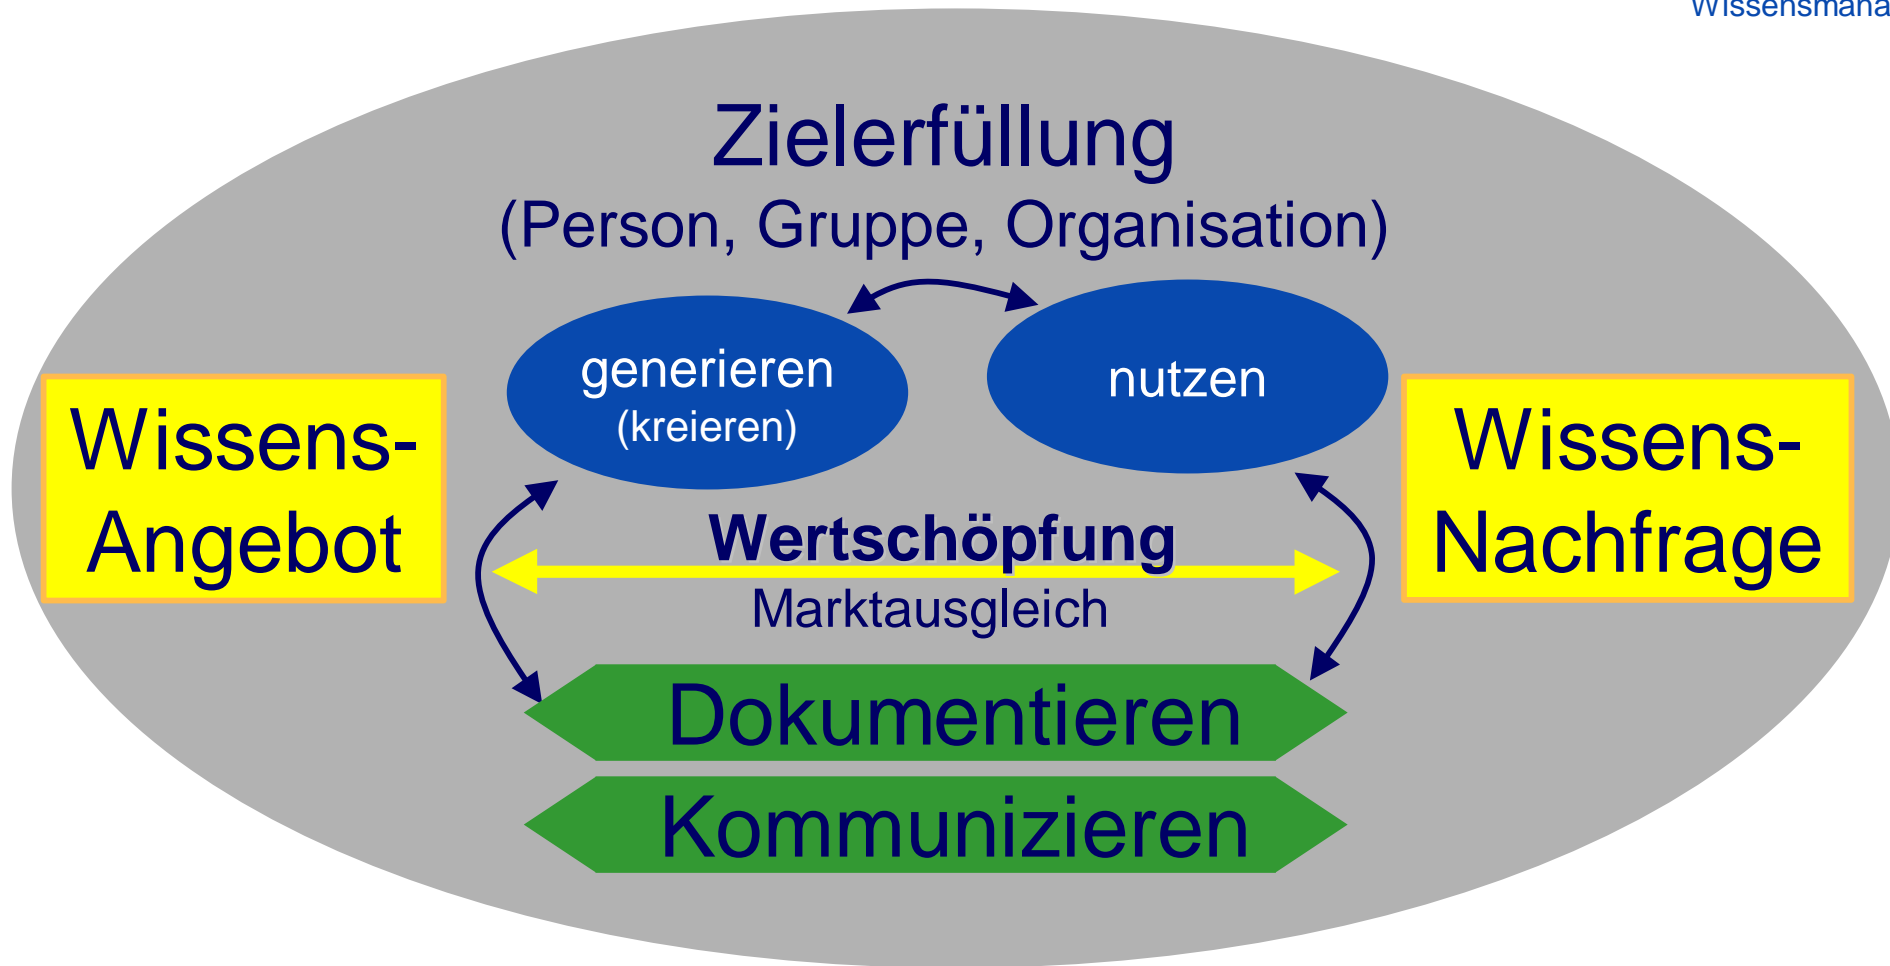 Wissensmana
Zielerfüllung
(Person, Gruppe, Organisation)
generieren
(kreieren)
nutzen
Wissens-
Angebot
Wissens-
Nachfrage
Wertschöpfung
Marktausgleich
Dokumentieren
Kommunizieren